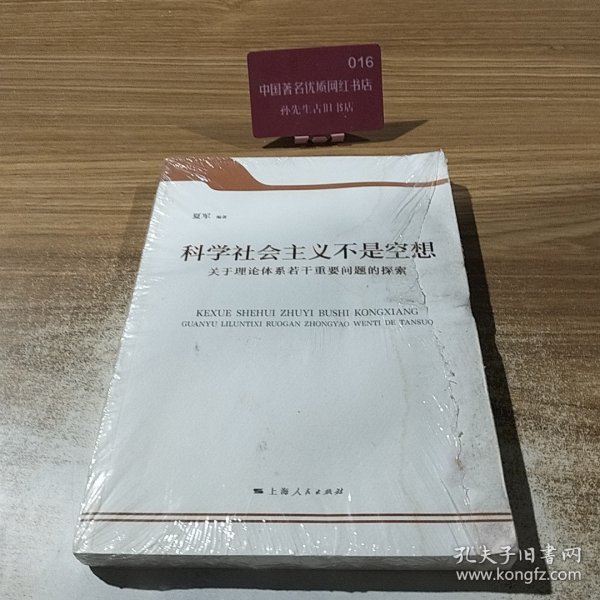 016
中国著名优质网红书店
孙先生古旧书店
夏军 编著
科学社会主义不是空想
关于理论体系若干重要问题的探索
KEXUE SHEHUI ZHUYI BUSHI KONGXIANG
GUANYU LILUNTIXI RUOGAN ZHONGYAO WENTI DE TANSUO
上海人民出版社
孔夫子旧书网
www.kongfz.com